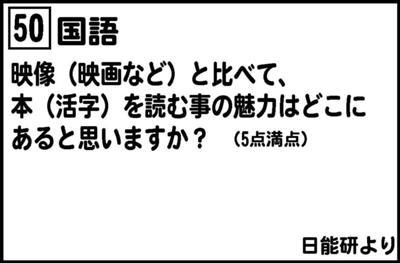 50 国語
映像（映画など）と比べて、
本（活字）を読む事の魅力はどこに
あると思いますか？ （5点満点）
日能研より